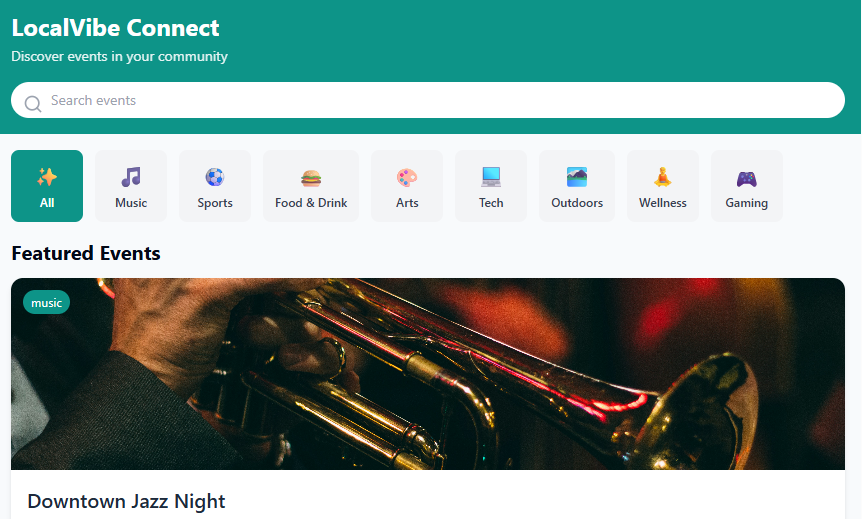 LocalVibe Connect
Discover events in your community
Search events
All
Music
Sports
Food & Drink
Arts
Tech
Outdoors
Wellness
Gaming
Featured Events
music
Downtown Jazz Night